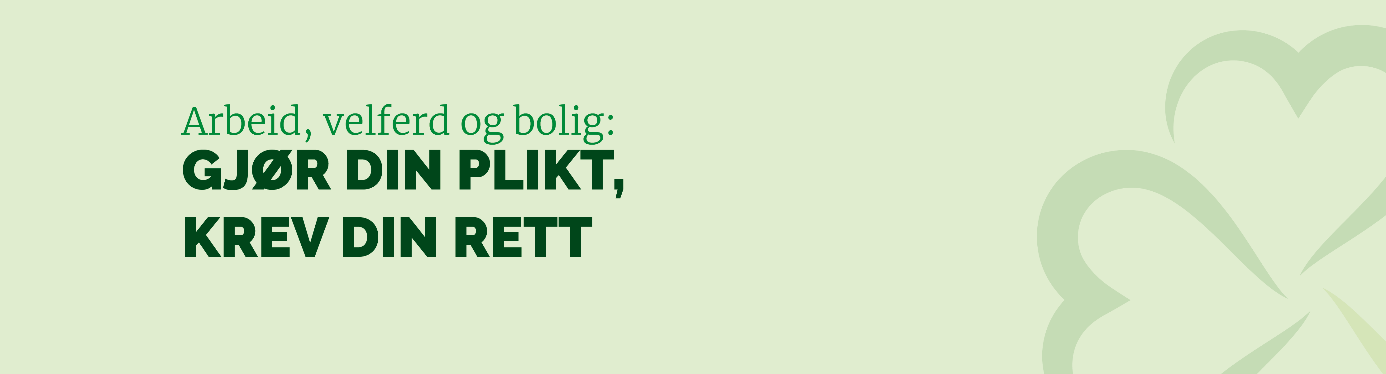 Arbeid, velferd og bolig:
GJØR DIN PLIKT,
KREV DIN RETT